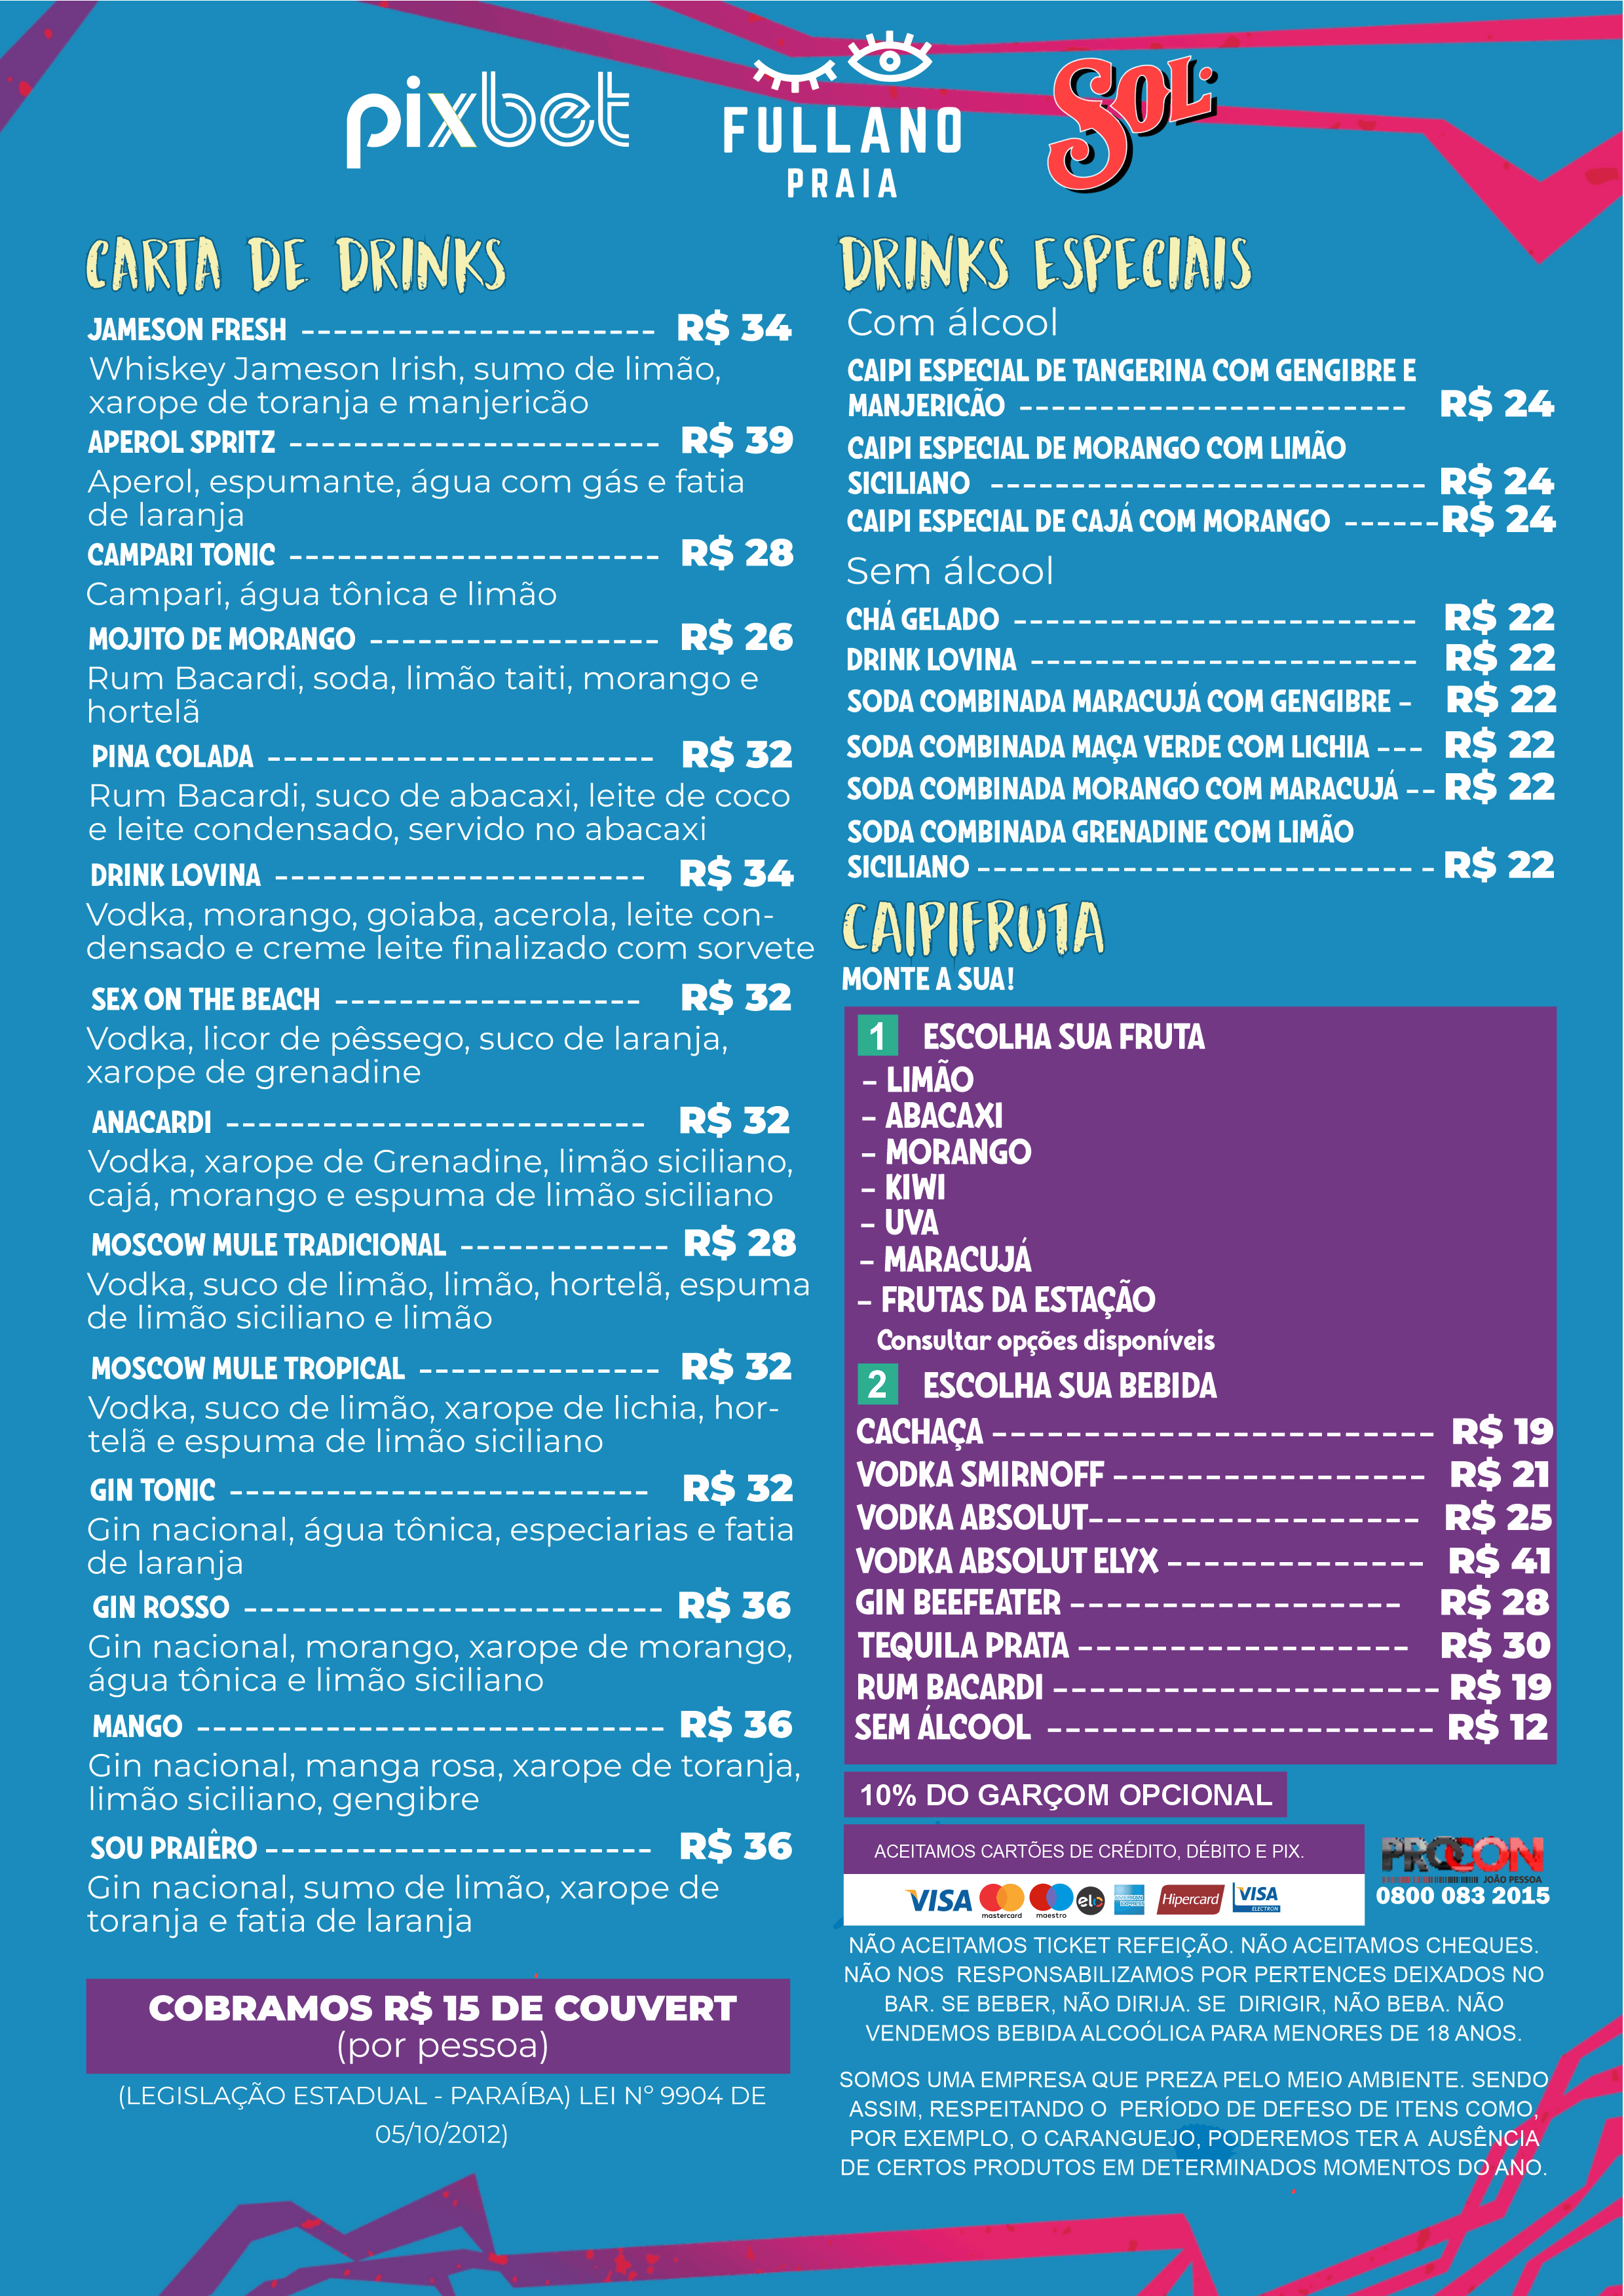 pixbet
FULLANO
PRAIA
SOL
CARTA DE DRINKS
JAMESON FRESH ---------------------- R$ 34
Whiskey Jameson Irish, sumo de limão,
xarope de toranja e manjericão
APEROL SPRITZ ----------------------- R$ 39
Aperol, espumante, água com gás e fatia
de laranja
CAMPARI TONIC ----------------------- R$ 28
Campari, água tônica e limão
MOJITO DE MORANGO ------------------ R$ 26
Rum Bacardi, soda, limão taiti, morango e
hortelã
PINA COLADA ------------------------ R$ 32
Rum Bacardi, suco de abacaxi, leite de coco
e leite condensado, servido no abacaxi
DRINK LOVINA ----------------------- R$ 34
Vodka, morango, goiaba, acerola, leite con-
densado e creme leite finalizado com sorvete
SEX ON THE BEACH ------------------- R$ 32
Vodka, licor de pêssego, suco de laranja,
xarope de grenadine
ANACARDI -------------------------- R$ 32
Vodka, xarope de Grenadine, limão siciliano,
cajá, morango e espuma de limão siciliano
MOSCOW MULE TRADICIONAL ------------- R$ 28
Vodka, suco de limão, limão, hortelã, espuma
de limão siciliano e limão
MOSCOW MULE TROPICAL --------------- R$ 32
Vodka, suco de limão, xarope de lichia, hor-
telã e espuma de limão siciliano
GIN TONIC -------------------------- R$ 32
Gin nacional, água tônica, especiarias e fatia
de laranja
GIN ROSSO -------------------------- R$ 36
Gin nacional, morango, xarope de morango,
água tônica e limão siciliano
MANGO ----------------------------- R$ 36
Gin nacional, manga rosa, xarope de toranja,
limão siciliano, gengibre
SOU PRAIÊRO ------------------------ R$ 36
Gin nacional, sumo de limão, xarope de
toranja e fatia de laranja
COBRAMOS R$ 15 DE COUVERT
(por pessoa)
(LEGISLAÇÃO ESTADUAL - PARAÍBA) LEI Nº 9904 DE
05/10/2012)
DRINKS ESPECIAIS
Com álcool
CAIPI ESPECIAL DE TANGERINA COM GENGIBRE E
MANJERICÃO ------------------------ R$ 24
CAIPI ESPECIAL DE MORANGO COM LIMÃO
SICILIANO --------------------------- R$ 24
CAIPI ESPECIAL DE CAJÁ COM MORANGO ------R$ 24
Sem álcool
CHÁ GELADO ------------------------- R$ 22
DRINK LOVINA ------------------------ R$ 22
SODA COMBINADA MARACUJÁ COM GENGIBRE - R$ 22
SODA COMBINADA MAÇA VERDE COM LICHIA --- R$ 22
SODA COMBINADA MORANGO COM MARACUJÁ -- R$ 22
SODA COMBINADA GRENADINE COM LIMÃO
SICILIANO --------------------------- - R$ 22
CAIPIFRUTA
MONTE A SUA!
1 ESCOLHA SUA FRUTA
- LIMÃO
- ABACAXI
- MORANGO
- KIWI
- UVA
- MARACUJÁ
- FRUTAS DA ESTAÇÃO
Consultar opções disponíveis
2 ESCOLHA SUA BEBIDA
CACHAÇA ------------------------- R$ 19
VODKA SMIRNOFF ----------------- R$ 21
VODKA ABSOLUT------------------ R$ 25
VODKA ABSOLUT ELYX -------------- R$ 41
GIN BEEFEATER ------------------ R$ 28
TEQUILA PRATA ------------------ R$ 30
RUM BACARDI --------------------- R$ 19
SEM ÁLCOOL --------------------- R$ 12
10% DO GARÇOM OPCIONAL
ACEITAMOS CARTÕES DE CRÉDITO, DÉBITO E PIX.
VISA mastercard maestro elo AMERICAN EXPRESS Hipercard VISA ELECTRON
PROCON
JOÃO PESSOA
0800 083 2015
NÃO ACEITAMOS TICKET REFEIÇÃO. NÃO ACEITAMOS CHEQUES.
NÃO NOS RESPONSABILIZAMOS POR PERTENCES DEIXADOS NO
BAR. SE BEBER, NÃO DIRIJA. SE DIRIGIR, NÃO BEBA. NÃO
VENDEMOS BEBIDA ALCOÓLICA PARA MENORES DE 18 ANOS.
SOMOS UMA EMPRESA QUE PREZA PELO MEIO AMBIENTE. SENDO
ASSIM, RESPEITANDO O PERÍODO DE DEFESO DE ITENS COMO,
POR EXEMPLO, O CARANGUEJO, PODEREMOS TER A AUSÊNCIA
DE CERTOS PRODUTOS EM DETERMINADOS MOMENTOS DO ANO.